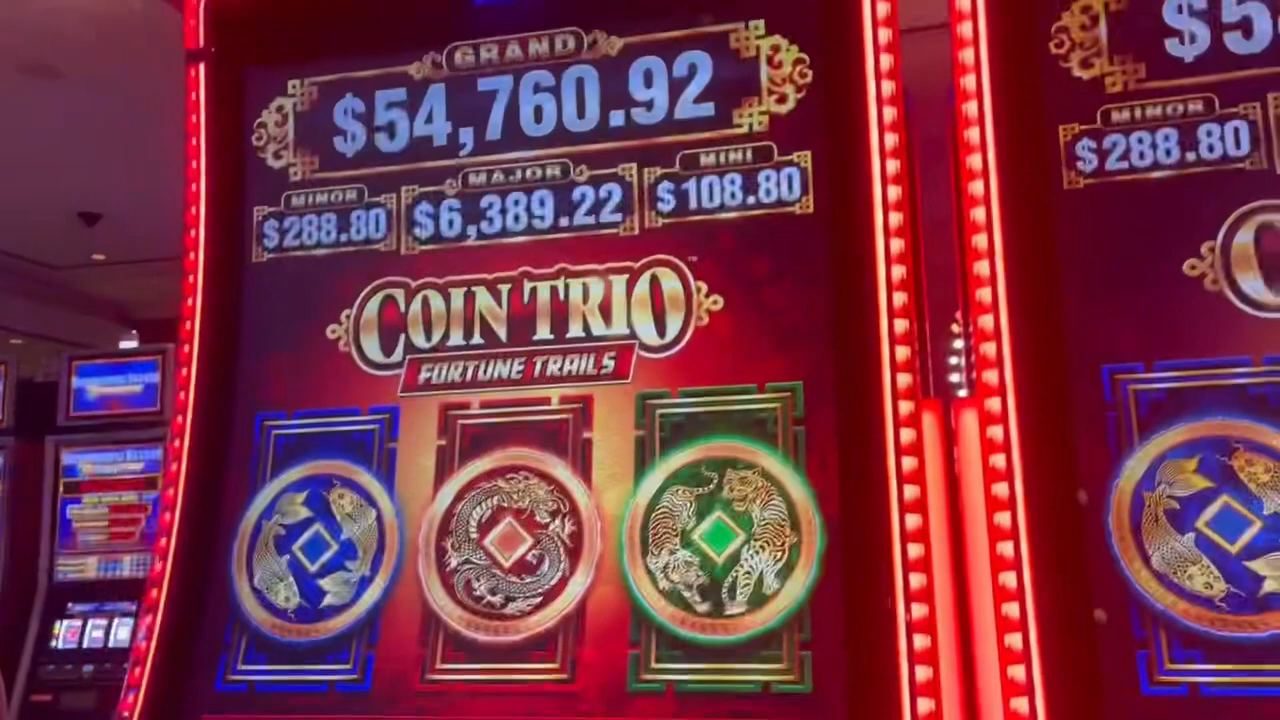 GRAND
$54,760.92
MINOR
$288.80
MAJOR
$6,389.22
MINI
$108.80
COIN TRIO™
FORTUNE TRAILS
MINOR
$288.80